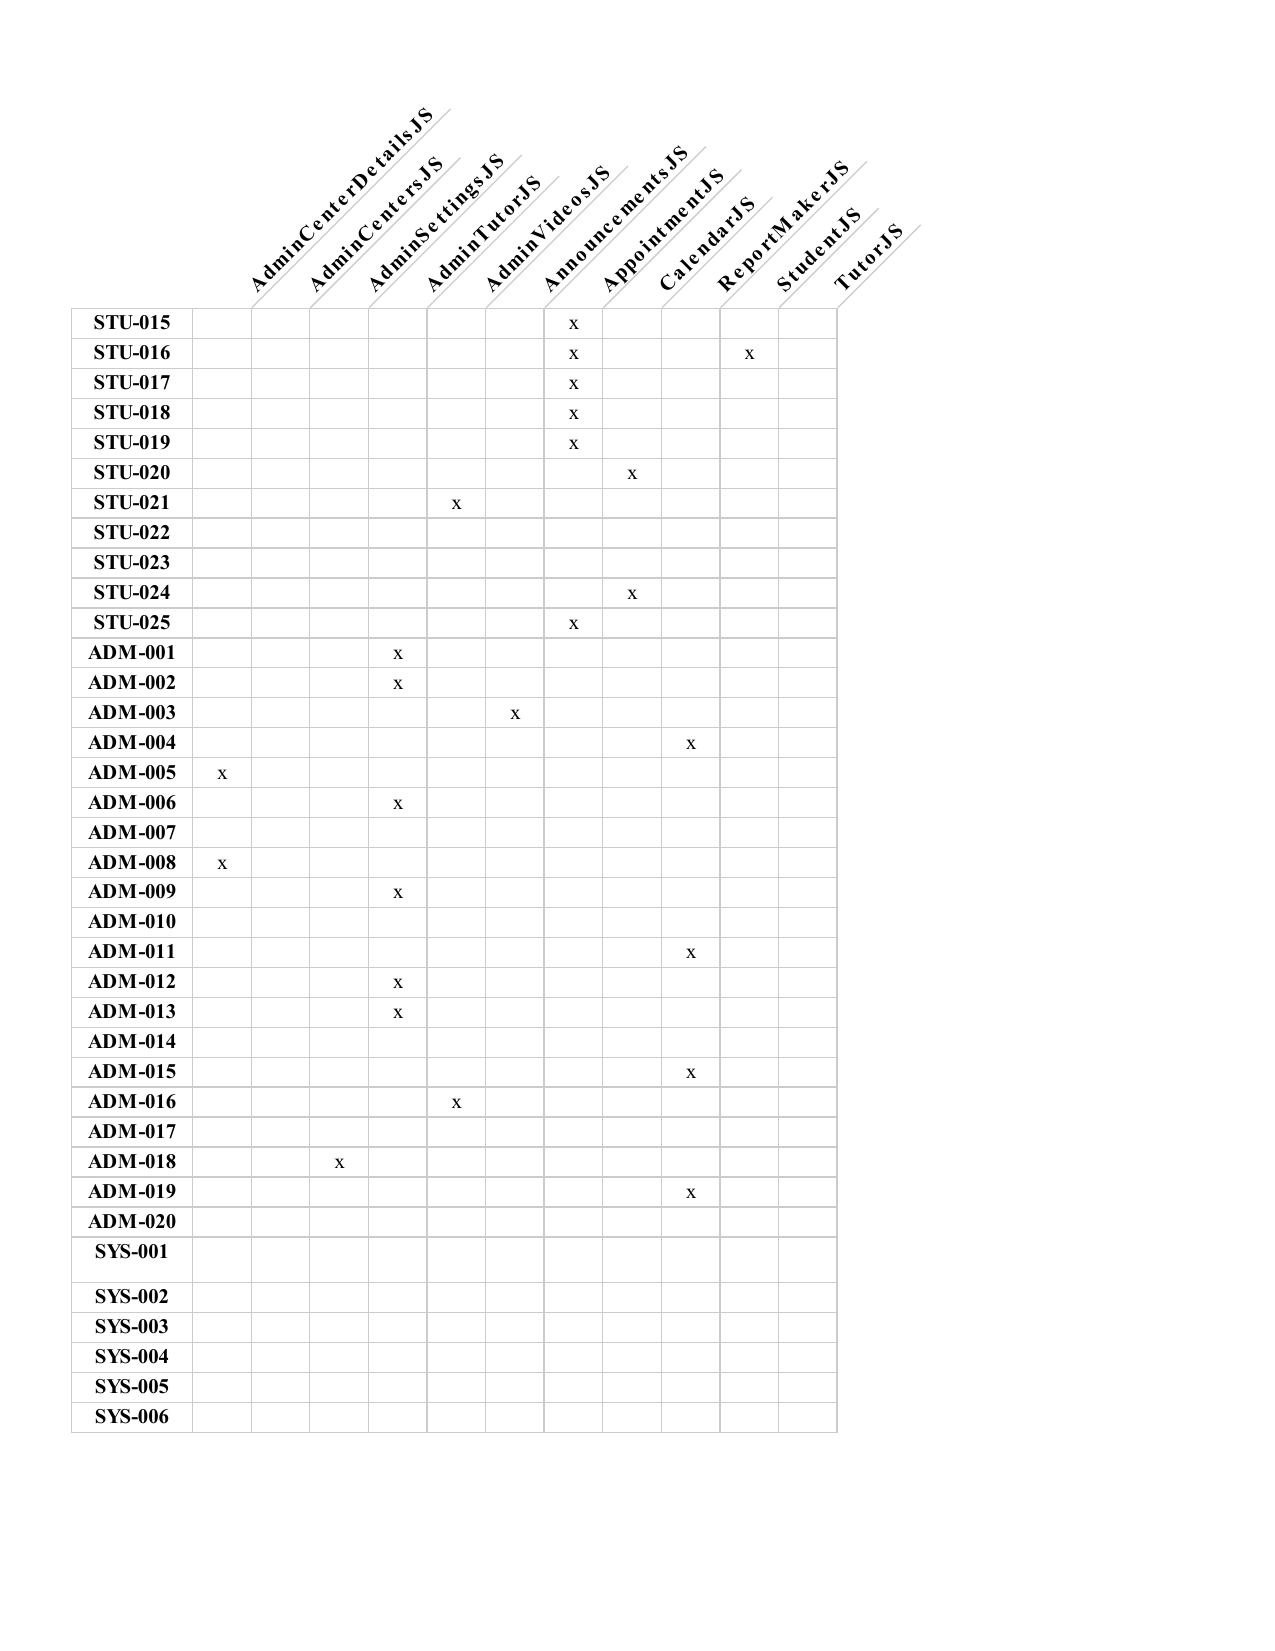 AdminCenterDetailsJS
AdminCentersJS
AdminSettingsJS
AdminTutorJS
AdminVideosJS
AnnouncementsJS
AppointmentJS
CalendarJS
ReportMakerJS
StudentJS
TutorJS
STU-015 x
STU-016 x x
STU-017 x
STU-018 x
STU-019 x
STU-020 x
STU-021 x
STU-022
STU-023
STU-024 x
STU-025 x
ADM-001 x
ADM-002 x
ADM-003 x
ADM-004 x
ADM-005 x
ADM-006 x
ADM-007
ADM-008 x
ADM-009 x
ADM-010
ADM-011 x
ADM-012 x
ADM-013 x
ADM-014
ADM-015 x
ADM-016 x
ADM-017
ADM-018 x
ADM-019 x
ADM-020
SYS-001
SYS-002
SYS-003
SYS-004
SYS-005
SYS-006